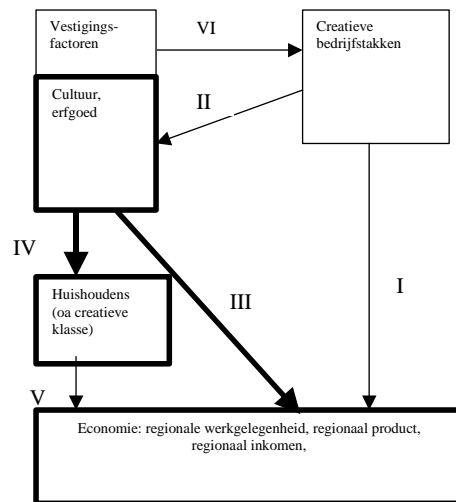 Vestigings-
factoren
VI
Creatieve
bedrijfstakken
Cultuur,
erfgoed
II
IV
Huishoudens
(oa creatieve
klasse)
III
I
V
Economie: regionale werkgelegenheid, regionaal product,
regionaal inkomen,